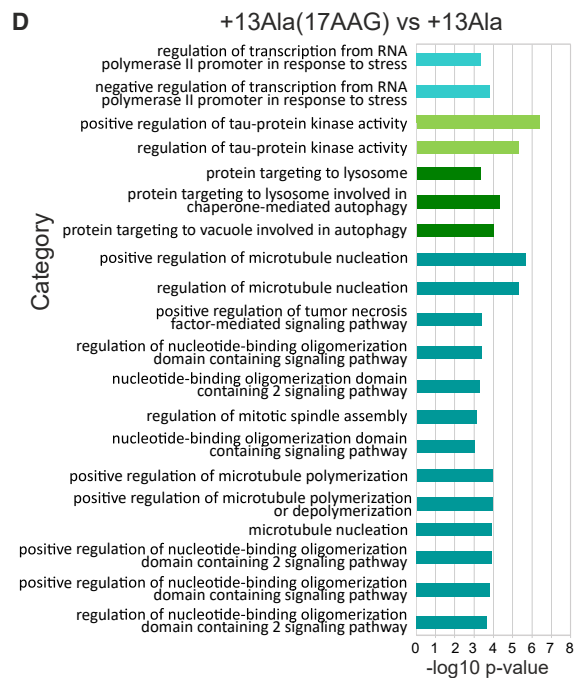 D
+13Ala(17AAG) vs +13Ala
regulation of transcription from RNA
polymerase II promoter in response to stress
negative regulation of transcription from RNA
polymerase II promoter in response to stress
positive regulation of tau-protein kinase activity
regulation of tau-protein kinase activity
protein targeting to lysosome
protein targeting to lysosome involved in
chaperone-mediated autophagy
protein targeting to vacuole involved in autophagy
positive regulation of microtubule nucleation
regulation of microtubule nucleation
positive regulation of tumor necrosis
factor-mediated signaling pathway
regulation of nucleotide-binding oligomerization
domain containing signaling pathway
nucleotide-binding oligomerization domain
containing 2 signaling pathway
regulation of mitotic spindle assembly
nucleotide-binding oligomerization domain
containing signaling pathway
positive regulation of microtubule polymerization
positive regulation of microtubule polymerization
or depolymerization
microtubule nucleation
positive regulation of nucleotide-binding oligomerization
domain containing 2 signaling pathway
positive regulation of nucleotide-binding oligomerization
domain containing signaling pathway
regulation of nucleotide-binding oligomerization
domain containing 2 signaling pathway
Category
0 1 2 3 4 5 6 7 8
-log10 p-value